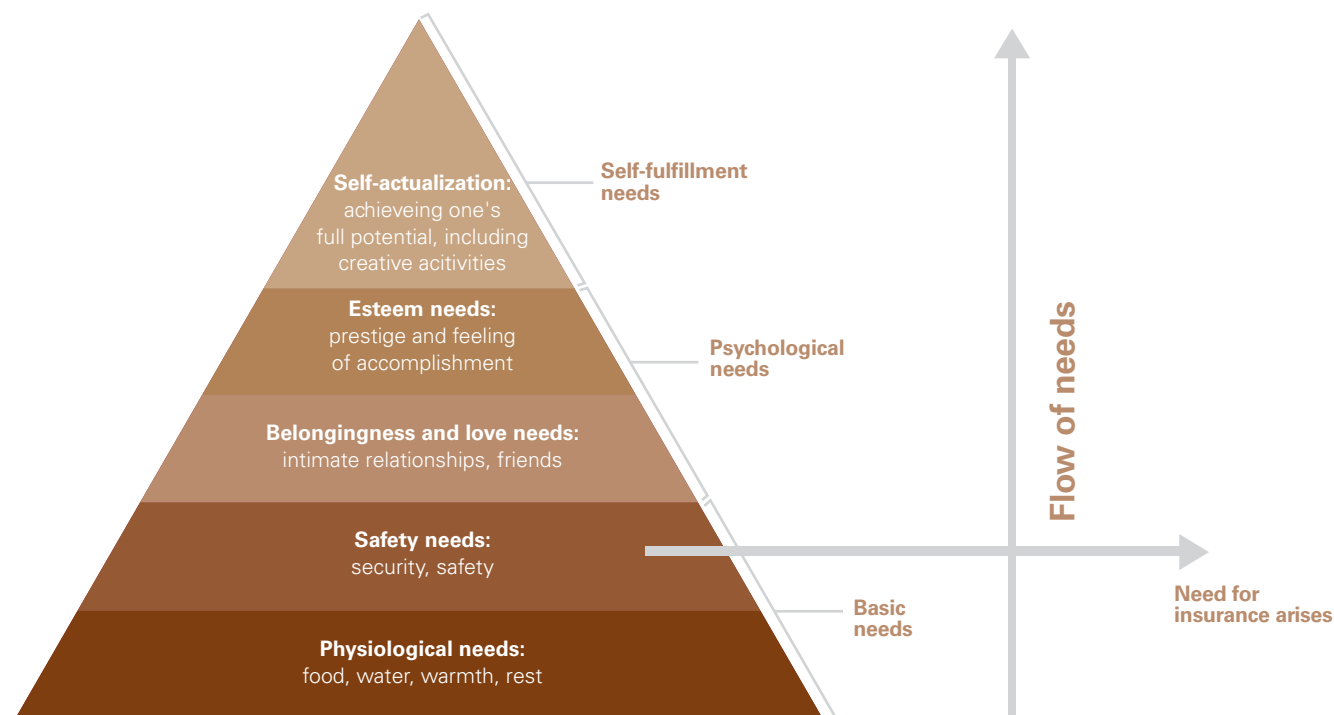 Self-actualization:
achieveing one's
full potential, including
creative acitivities
Self-fulfillment
needs
Esteem needs:
prestige and feeling
of accomplishment
Psychological
needs
Belongingness and love needs:
intimate relationships, friends
Safety needs:
security, safety
Basic
needs
Physiological needs:
food, water, warmth, rest
Flow of needs
Need for
insurance arises